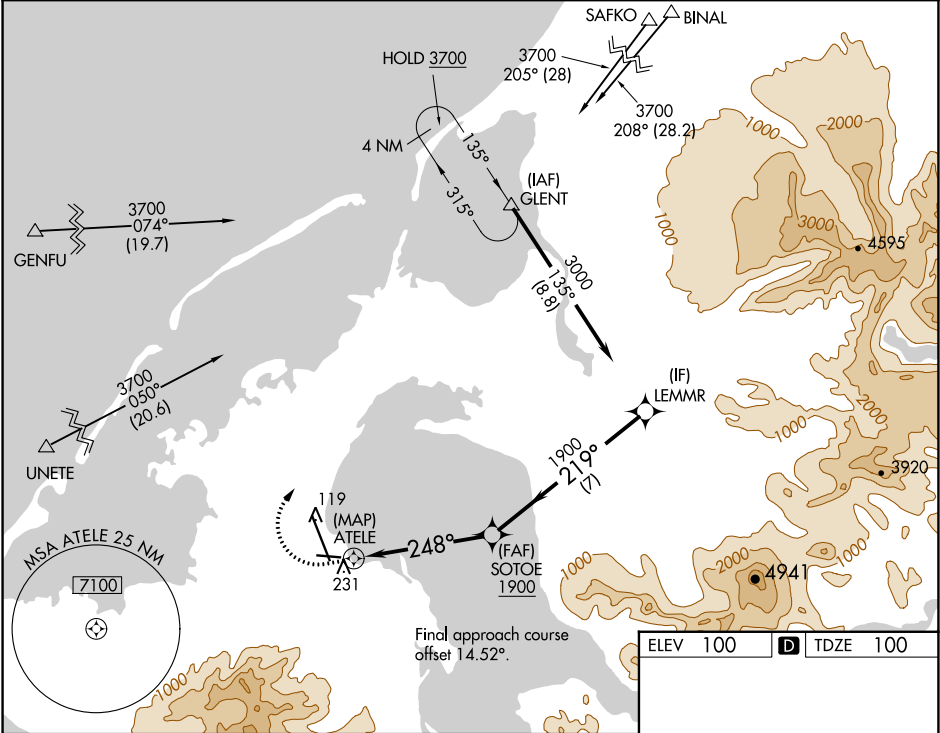 SAFKO
BINAL
3700
205° (28)
3700
208° (28.2)
HOLD 3700
4 NM
135°
315°
(IAF)
GLENT
3000
135°
(8.8)
1000
2000
1000
3000
4595
3700
074°
(19.7)
GENFU
3700
050°
(20.6)
UNETE
(IF)
LEMMR
2000
1000
3920
1900
219°
(7)
119
(MAP)
ATELE
248°
(FAF)
SOTOE
1900
231
1000
2000
1000
4941
MSA ATELE 25 NM
7100
Final approach course
offset 14.52°.
1000
ELEV 100 D TDZE 100